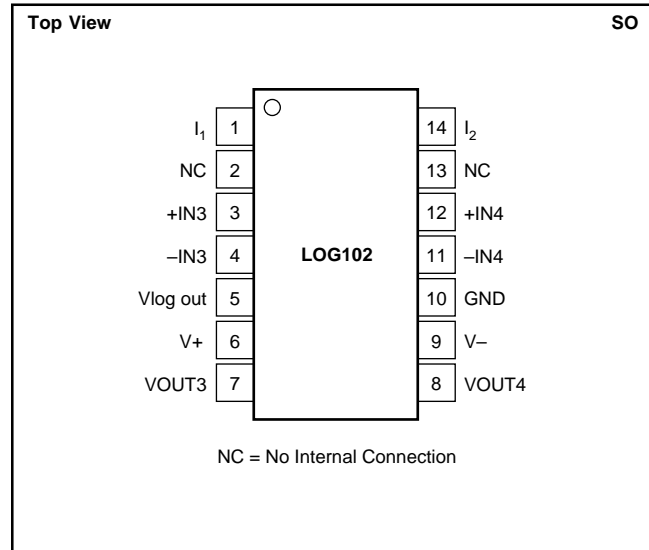 Top View SO
I1 1 14 I2
NC 2 13 NC
+IN3 3 12 +IN4
–IN3 4 LOG102 11 –IN4
Vlog out 5 10 GND
V+ 6 9 V–
VOUT3 7 8 VOUT4
NC = No Internal Connection